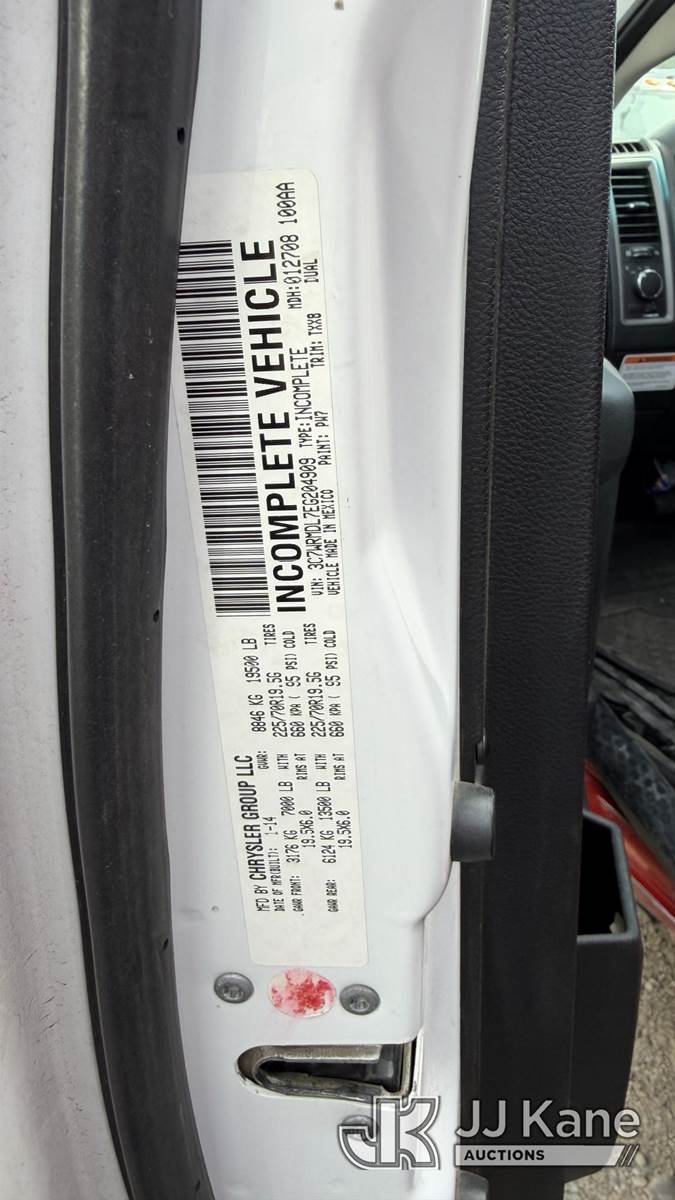 MFD BY CHRYSLER GROUP LLC
DATE OF MFR(BUILT): 1-14 GVWR: 8846 KG 19500 LB
GAWR FRONT: 3176 KG 7000 LB WITH 225/70R19.5G TIRES
19.5X6.0 RIMS AT 660 KPA ( 95 PSI) COLD
GAWR REAR: 6124 KG 13500 LB WITH 225/70R19.5G TIRES
19.5X6.0 RIMS AT 660 KPA ( 95 PSI) COLD
INCOMPLETE VEHICLE
MDH:012708 100AA
VIN: 3C7WRMDL7EG204909 TYPE:INCOMPLETE DUAL
VEHICLE MADE IN MEXICO PAINT: PW7 TRIM: TXX8
JK JJ Kane
AUCTIONS